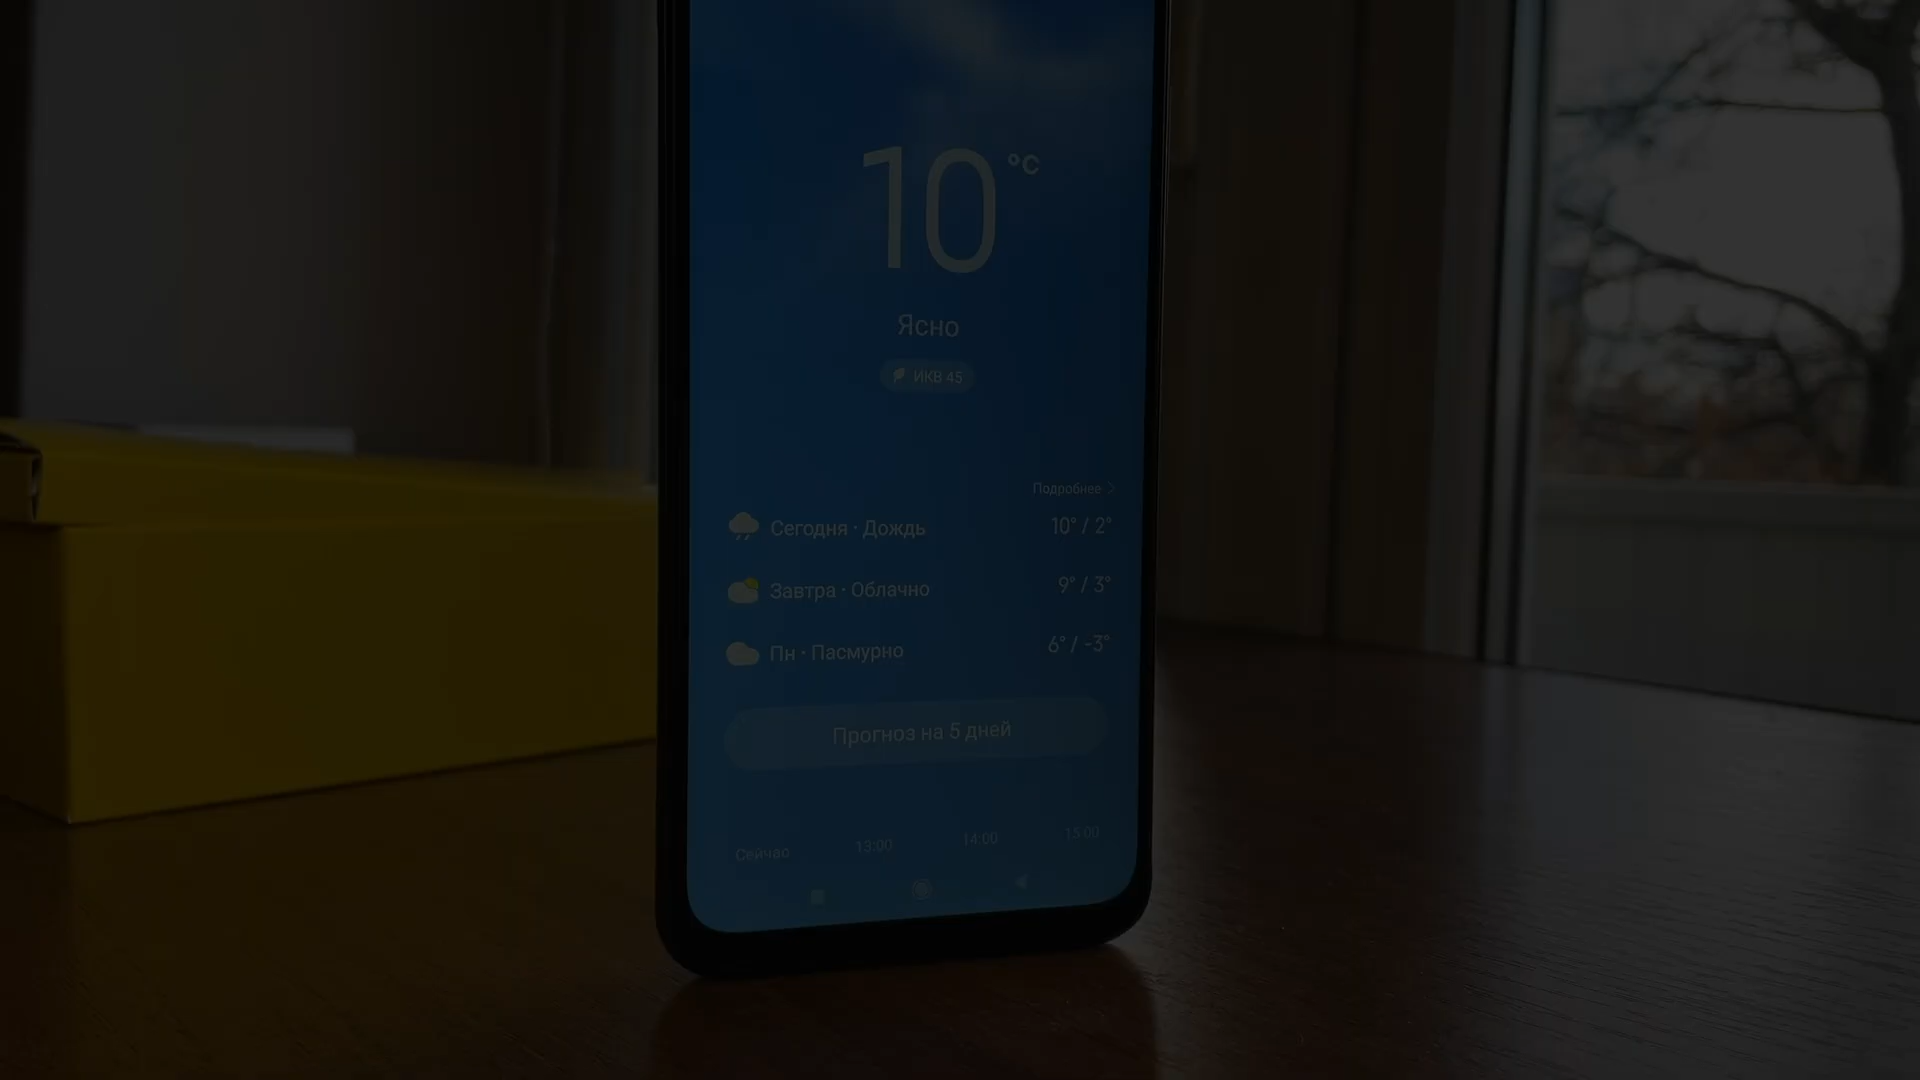 10°C
Ясно
ИКВ 45
Подробнее >
Сегодня · Дождь 10° / 2°
Завтра · Облачно 9° / 3°
Пн · Пасмурно 6° / -3°
Прогноз на 5 дней
Сейчас 13:00 14:00 15:00